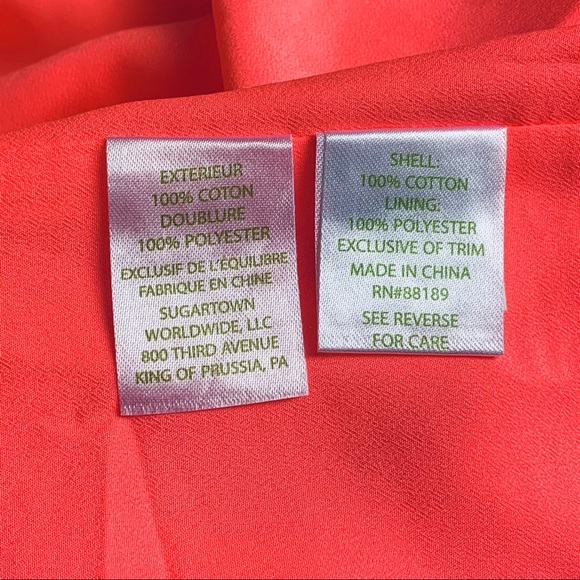 EXTERIEUR
100% COTON
DOUBLURE
100% POLYESTER
EXCLUSIF DE L'ÉQUILIBRE
FABRIQUE EN CHINE
SUGARTOWN
WORLDWIDE, LLC
800 THIRD AVENUE
KING OF PRUSSIA, PA
SHELL:
100% COTTON
LINING:
100% POLYESTER
EXCLUSIVE OF TRIM
MADE IN CHINA
RN#88189
SEE REVERSE
FOR CARE